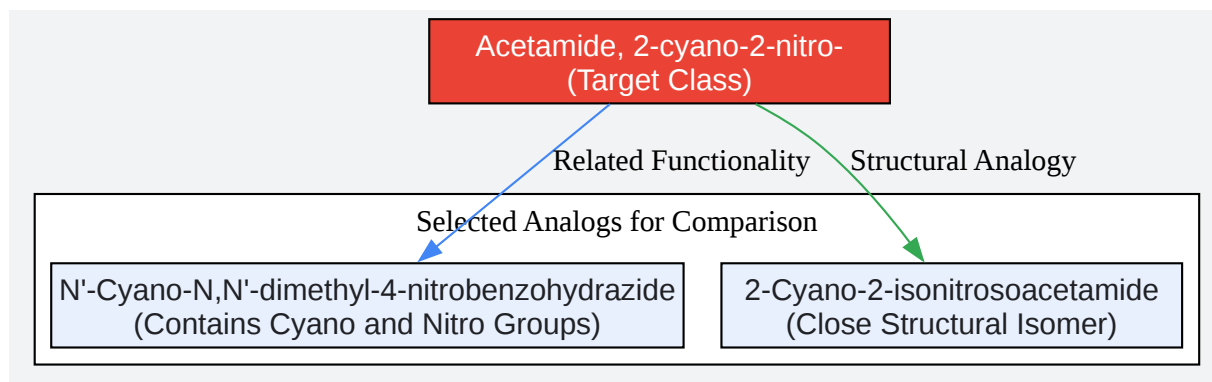 Acetamide, 2-cyano-2-nitro-
(Target Class)
Related Functionality
Structural Analogy
Selected Analogs for Comparison
N'-Cyano-N,N'-dimethyl-4-nitrobenzohydrazide
(Contains Cyano and Nitro Groups)
2-Cyano-2-isonitrosoacetamide
(Close Structural Isomer)